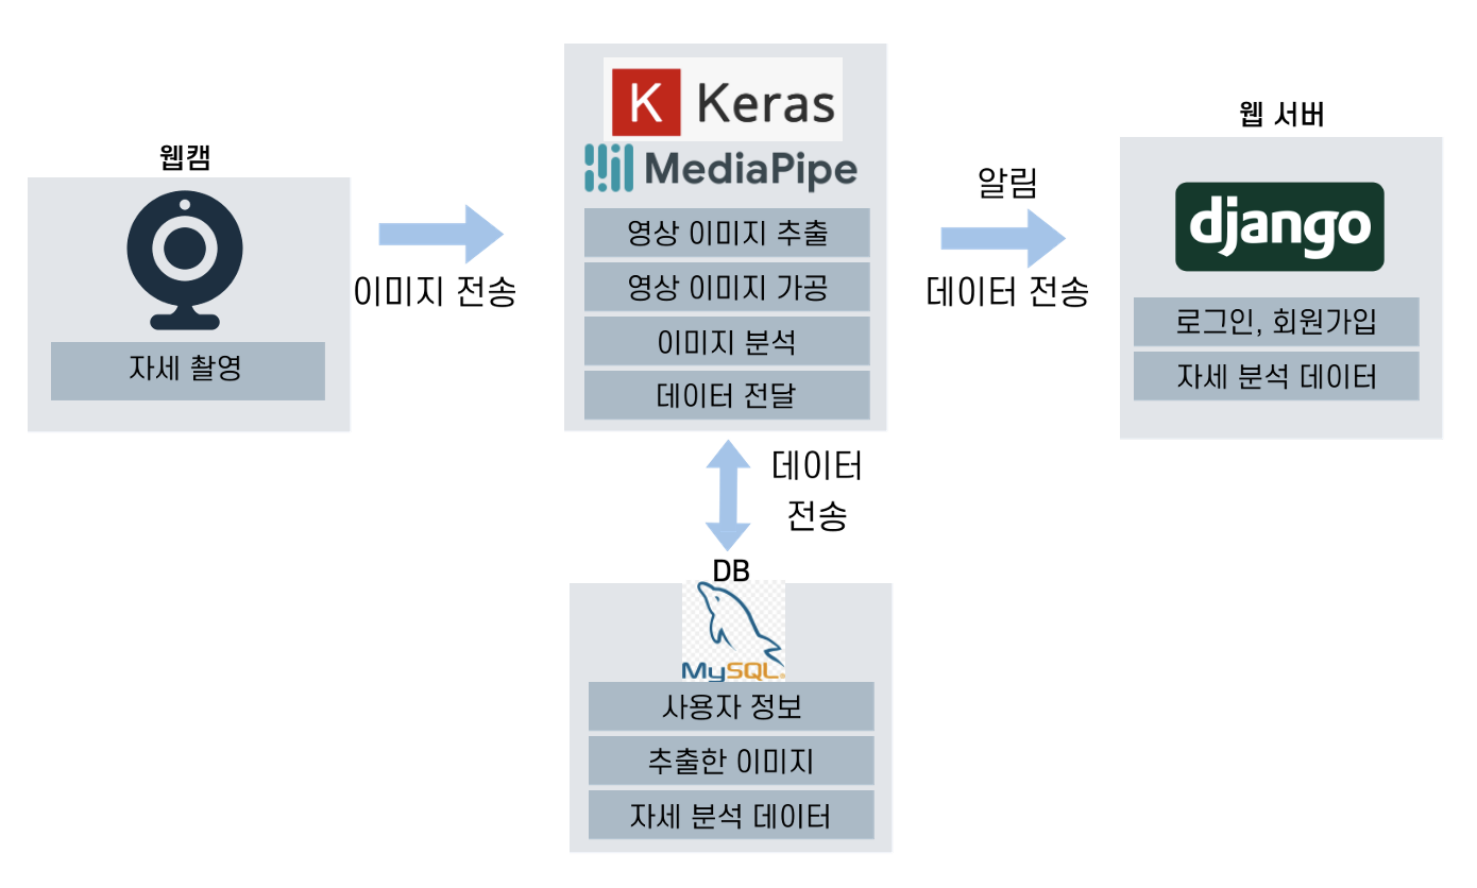 웹캠
자세 촬영
이미지 전송
K Keras
MediaPipe
영상 이미지 추출
영상 이미지 가공
이미지 분석
데이터 전달
알림
데이터 전송
웹 서버
django
로그인, 회원가입
자세 분석 데이터
데이터
전송
DB
MySQL
사용자 정보
추출한 이미지
자세 분석 데이터